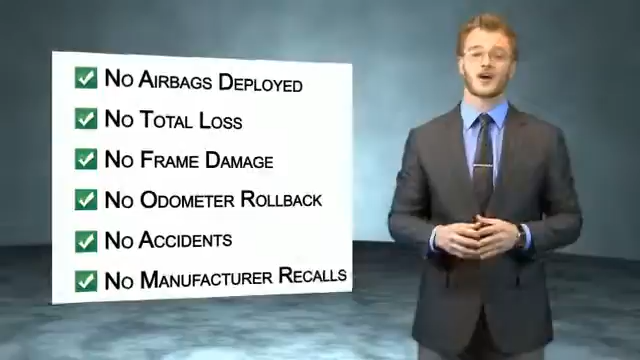 No Airbags Deployed
No Total Loss
No Frame Damage
No Odometer Rollback
No Accidents
No Manufacturer Recalls